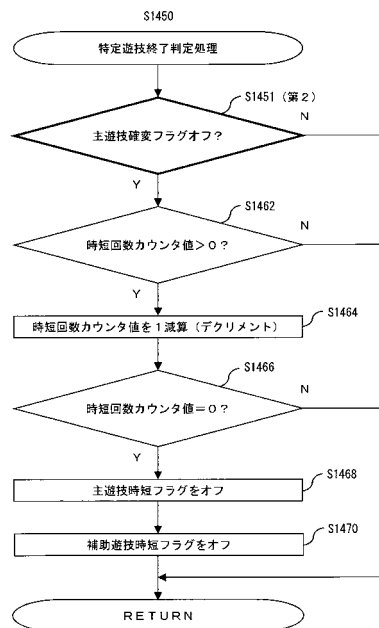 S1450
特定遊技終了判定処理
S1451（第２）
主遊技確変フラグオフ？
N
Y
S1462
時短回数カウンタ値＞０？
N
Y
S1464
時短回数カウンタ値を１減算（デクリメント）
S1466
時短回数カウンタ値＝０？
N
Y
S1468
主遊技時短フラグをオフ
S1470
補助遊技時短フラグをオフ
ＲＥＴＵＲＮ